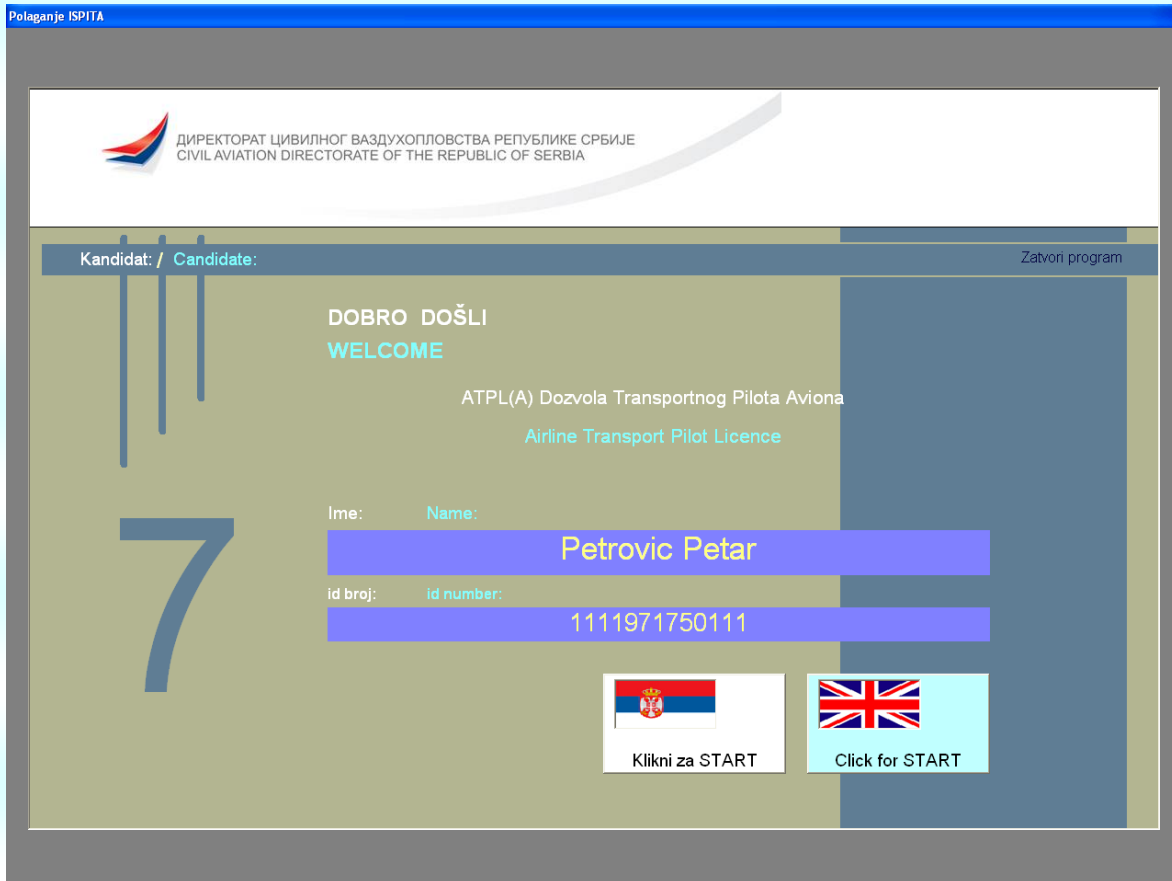 Polaganje ISPITA
ДИРЕКТОРАТ ЦИВИЛНОГ ВАЗДУХОПЛОВСТВА РЕПУБЛИКЕ СРБИЈЕ
CIVIL AVIATION DIRECTORATE OF THE REPUBLIC OF SERBIA
Kandidat: / Candidate:
Zatvori program
DOBRO DOŠLI
WELCOME
ATPL(A) Dozvola Transportnog Pilota Aviona
Airline Transport Pilot Licence
Ime: Name:
Petrovic Petar
id broj: id number:
1111971750111
7
Klikni za START
Click for START